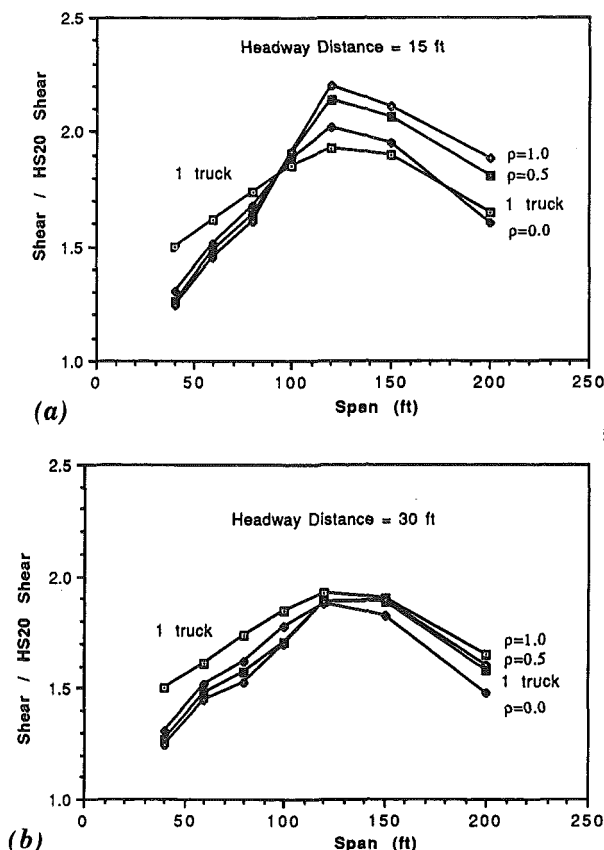 2.5
Headway Distance = 15 ft
2.0
1 truck
ρ=1.0
ρ=0.5
1 truck
ρ=0.0
1.5
1.0
0 50 100 150 200 250
Shear / HS20 Shear
Span (ft)
(a)
2.5
Headway Distance = 30 ft
2.0
1 truck
ρ=1.0
ρ=0.5
1 truck
ρ=0.0
1.5
1.0
0 50 100 150 200 250
Shear / HS20 Shear
Span (ft)
(b)